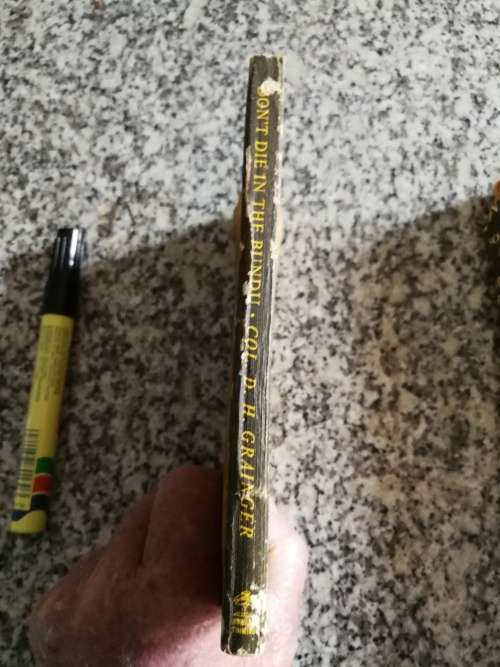 DON'T DIE IN THE BUNDU · COL D. H. GRAINGER